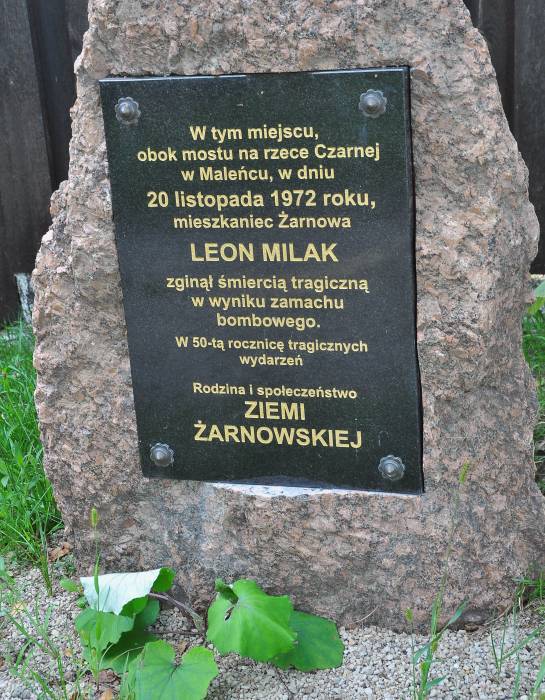 W tym miejscu,
obok mostu na rzece Czarnej
w Maleńcu, w dniu
20 listopada 1972 roku,
mieszkaniec Żarnowa
LEON MILAK
zginął śmiercią tragiczną
w wyniku zamachu
bombowego.
W 50-tą rocznicę tragicznych
wydarzeń
Rodzina i społeczeństwo
ZIEMI
ŻARNOWSKIEJ